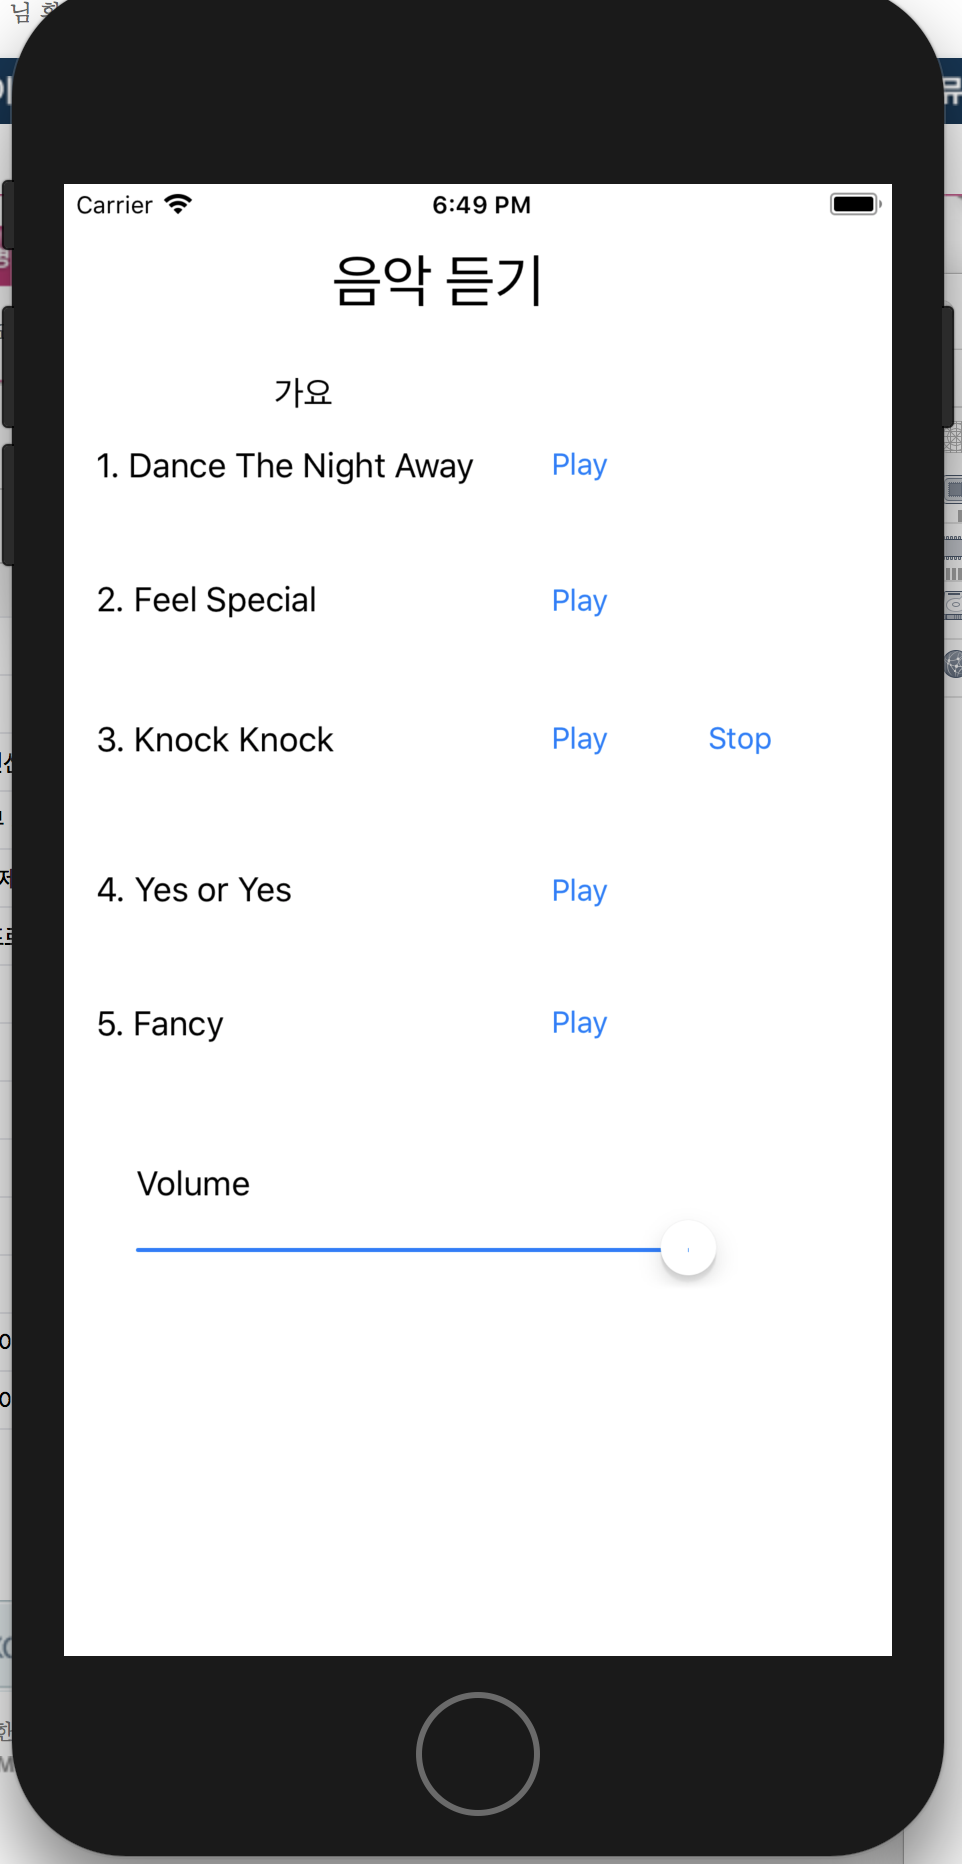 님
Carrier 6:49 PM
음악 듣기
가요
1. Dance The Night Away Play
2. Feel Special Play
3. Knock Knock Play Stop
4. Yes or Yes Play
5. Fancy Play
Volume